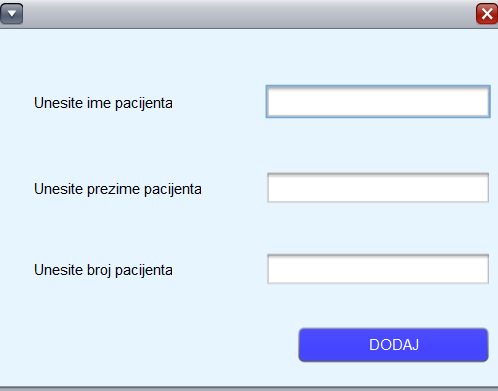 Unesite ime pacijenta
Unesite prezime pacijenta
Unesite broj pacijenta
DODAJ